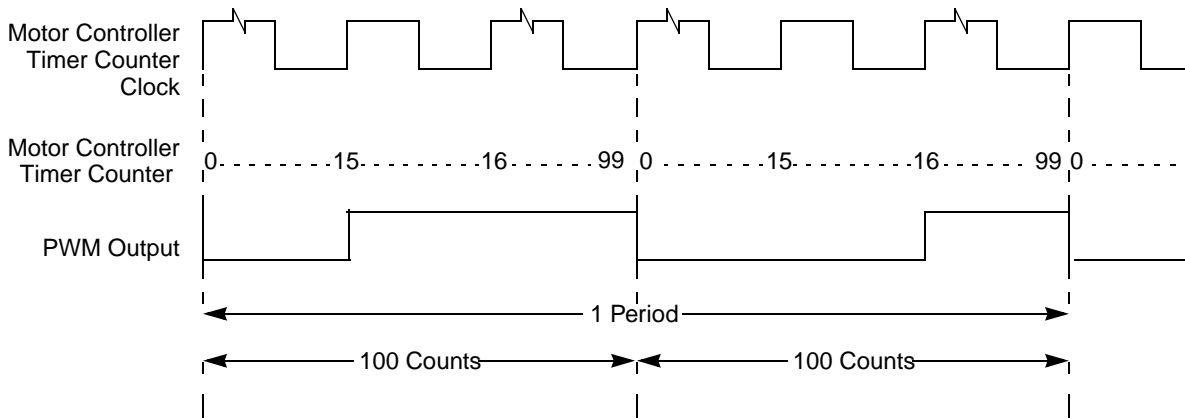 Motor Controller
Timer Counter
Clock
Motor Controller
Timer Counter
0 15 16 99 0 15 16 99 0
PWM Output
1 Period
100 Counts 100 Counts